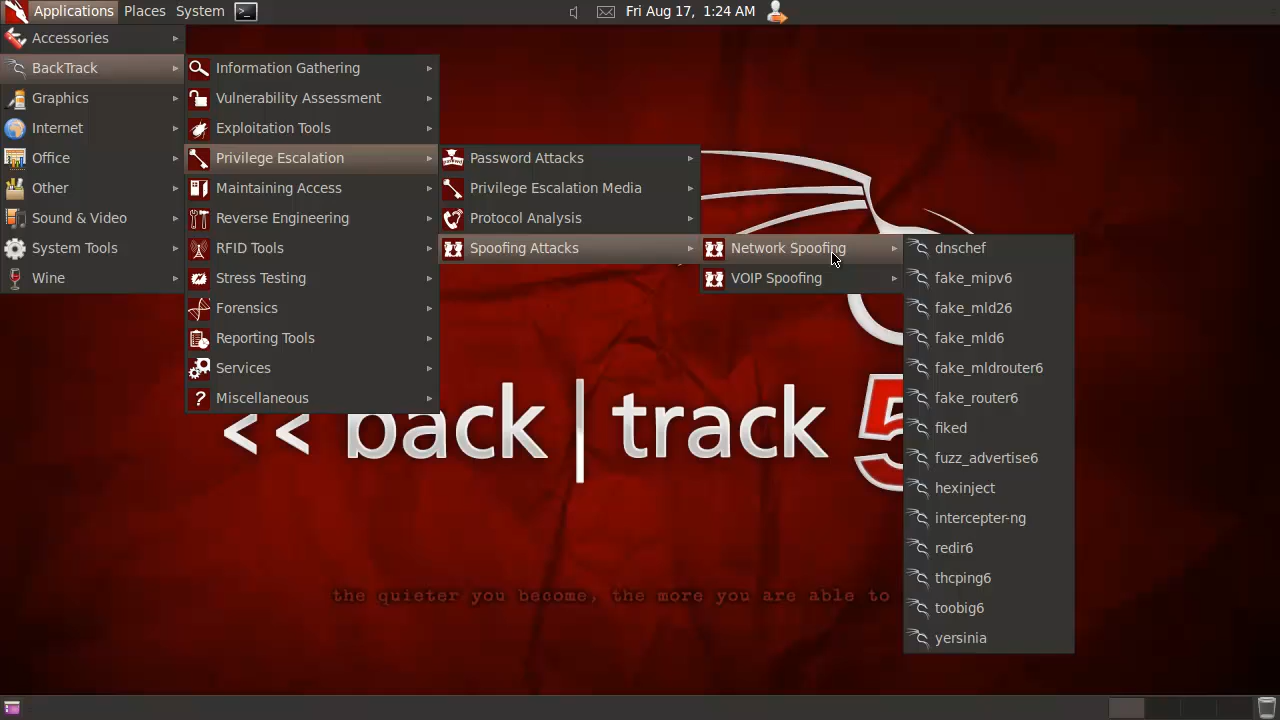 Applications Places System Fri Aug 17, 1:24 AM
Accessories
BackTrack
Graphics
Internet
Office
Other
Sound & Video
System Tools
Wine
Information Gathering
Vulnerability Assessment
Exploitation Tools
Privilege Escalation
Maintaining Access
Reverse Engineering
RFID Tools
Stress Testing
Forensics
Reporting Tools
Services
Miscellaneous
Password Attacks
Privilege Escalation Media
Protocol Analysis
Spoofing Attacks
Network Spoofing
VOIP Spoofing
dnschef
fake_mipv6
fake_mld26
fake_mld6
fake_mldrouter6
fake_router6
fiked
fuzz_advertise6
hexinject
intercepter-ng
redir6
thcping6
toobig6
yersinia
<< back | track 5
the quieter you become, the more you are able to